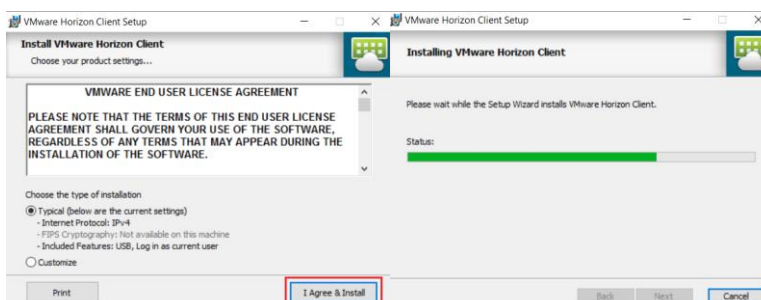 VMware Horizon Client Setup
Install VMware Horizon Client
Choose your product settings...
VMWARE END USER LICENSE AGREEMENT
PLEASE NOTE THAT THE TERMS OF THIS END USER LICENSE
AGREEMENT SHALL GOVERN YOUR USE OF THE SOFTWARE,
REGARDLESS OF ANY TERMS THAT MAY APPEAR DURING THE
INSTALLATION OF THE SOFTWARE.
Choose the type of installation
Typical (below are the current settings)
- Internet Protocol: IPv4
- FIPS Cryptography: Not available on this machine
- Included Features: USB, Log in as current user
Customize
Print
I Agree & Install
VMware Horizon Client Setup
Installing VMware Horizon Client
Please wait while the Setup Wizard installs VMware Horizon Client.
Status:
Back
Next
Cancel